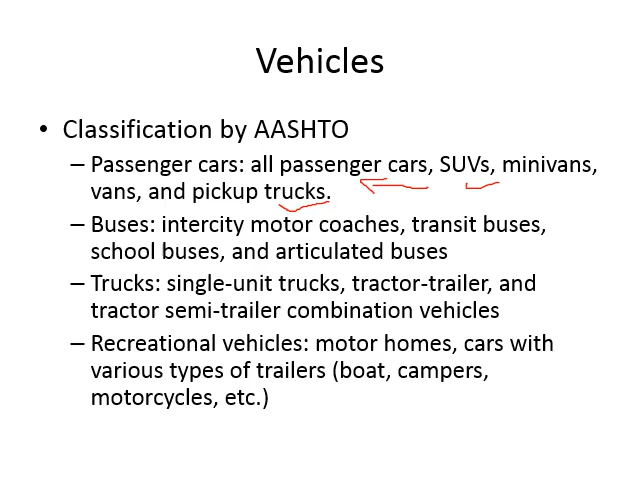 Vehicles
• Classification by AASHTO
– Passenger cars: all passenger cars, SUVs, minivans,
vans, and pickup trucks.
– Buses: intercity motor coaches, transit buses,
school buses, and articulated buses
– Trucks: single-unit trucks, tractor-trailer, and
tractor semi-trailer combination vehicles
– Recreational vehicles: motor homes, cars with
various types of trailers (boat, campers,
motorcycles, etc.)